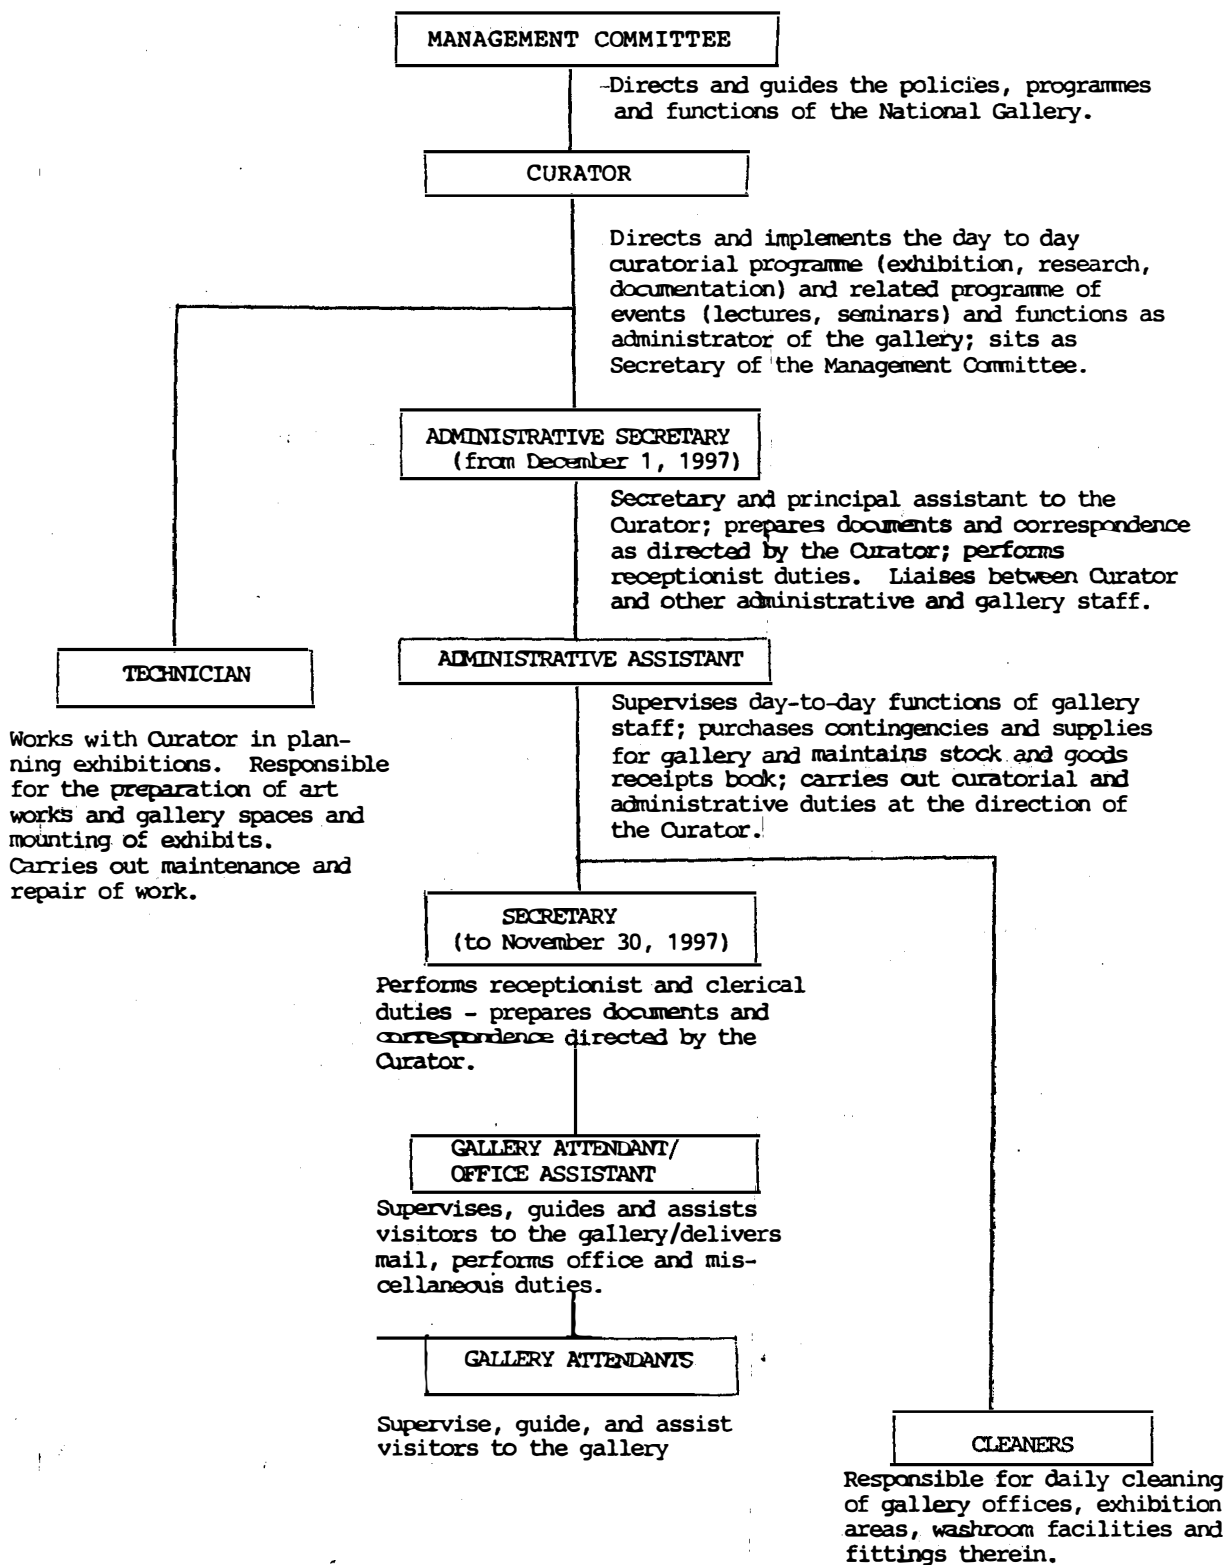 MANAGEMENT COMMITTEE
-Directs and guides the policies, programmes
and functions of the National Gallery.
CURATOR
Directs and implements the day to day
curatorial programme (exhibition, research,
documentation) and related programme of
events (lectures, seminars) and functions as
administrator of the gallery; sits as
Secretary of the Management Committee.
ADMINISTRATIVE SECRETARY
(from December 1, 1997)
Secretary and principal assistant to the
Curator; prepares documents and correspondence
as directed by the Curator; performs
receptionist duties. Liaises between Curator
and other administrative and gallery staff.
TECHNICIAN
Works with Curator in plan-
ning exhibitions. Responsible
for the preparation of art
works and gallery spaces and
mounting of exhibits.
Carries out maintenance and
repair of work.
ADMINISTRATIVE ASSISTANT
Supervises day-to-day functions of gallery
staff; purchases contingencies and supplies
for gallery and maintains stock and goods
receipts book; carries out curatorial and
administrative duties at the direction of
the Curator.
SECRETARY
(to November 30, 1997)
Performs receptionist and clerical
duties - prepares documents and
correspondence directed by the
Curator.
GALLERY ATTENDANT/
OFFICE ASSISTANT
Supervises, guides and assists
visitors to the gallery/delivers
mail, performs office and mis-
cellaneous duties.
GALLERY ATTENDANTS
Supervise, guide, and assist
visitors to the gallery
CLEANERS
Responsible for daily cleaning
of gallery offices, exhibition
areas, washroom facilities and
fittings therein.